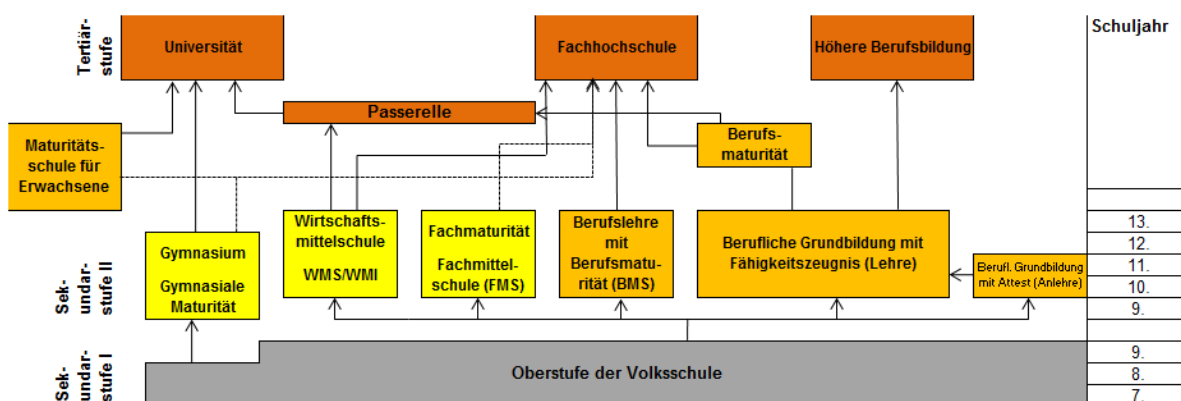 Tertiär-
stufe
Universität
Fachhochschule
Höhere Berufsbildung
Schuljahr
Passerelle
Maturitäts-
schule für
Erwachsene
Berufs-
maturität
Sek-
undar-
stufe II
Gymnasium
Gymnasiale
Maturität
Wirtschafts-
mittelschule
WMS/WMI
Fachmaturität
Fachmittel-
schule (FMS)
Berufslehre
mit
Berufsmatu-
rität (BMS)
Berufliche Grundbildung mit
Fähigkeitszeugnis (Lehre)
Berufl. Grundbildung
mit Attest (Anlehre)
13.
12.
11.
10.
9.
Sek-
undar-
stufe I
Oberstufe der Volksschule
9.
8.
7.